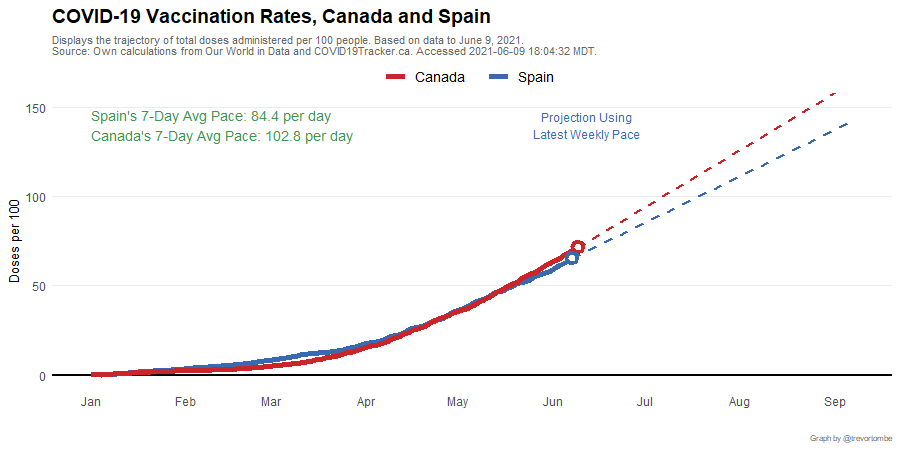 COVID-19 Vaccination Rates, Canada and Spain
Displays the trajectory of total doses administered per 100 people. Based on data to June 9, 2021.
Source: Own calculations from Our World in Data and COVID19Tracker.ca. Accessed 2021-06-09 18:04:32 MDT.
Canada Spain
Spain's 7-Day Avg Pace: 84.4 per day
Canada's 7-Day Avg Pace: 102.8 per day
Projection Using
Latest Weekly Pace
Doses per 100
150
100
50
0
Jan Feb Mar Apr May Jun Jul Aug Sep
Graph by @trevortombe